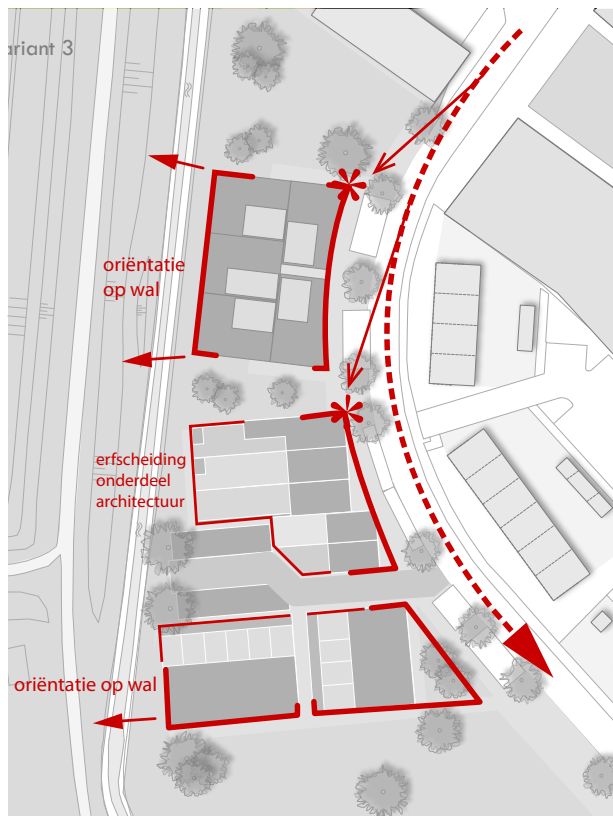 ariant 3
oriëntatie
op wal
erfscheiding
onderdeel
architectuur
oriëntatie op wal